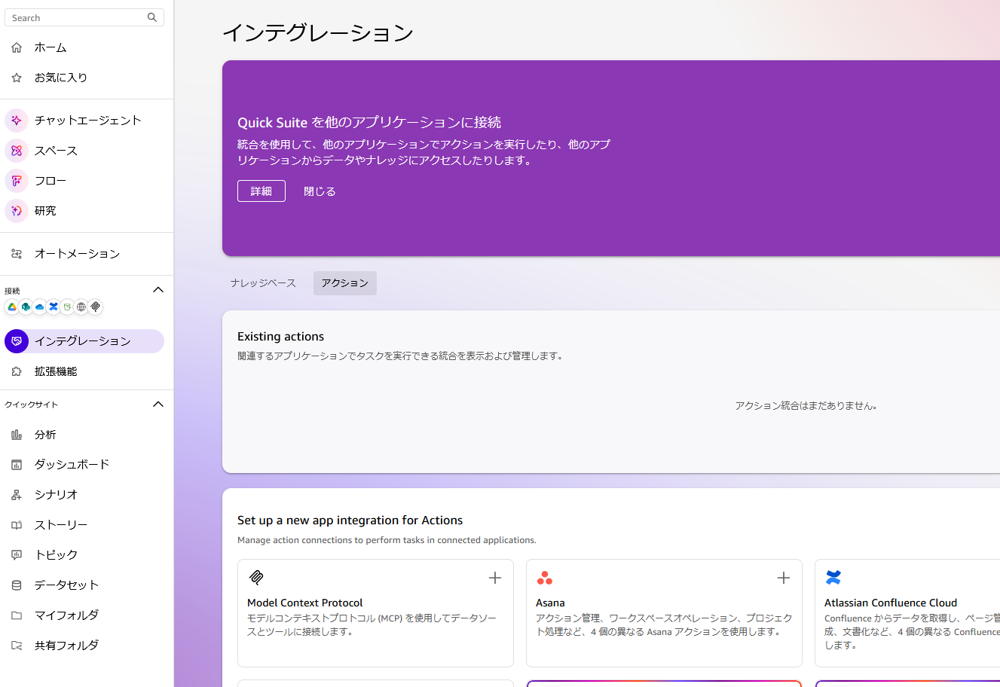 Search
ホーム
お気に入り
チャットエージェント
スペース
フロー
研究
オートメーション
接続
インテグレーション
拡張機能
クイックサイト
分析
ダッシュボード
シナリオ
ストーリー
トピック
データセット
マイフォルダ
共有フォルダ
インテグレーション
Quick Suite を他のアプリケーションに接続
統合を使用して、他のアプリケーションでアクションを実行したり、他のアプ
リケーションからデータやナレッジにアクセスしたりします。
詳細
閉じる
ナレッジベース
アクション
Existing actions
関連するアプリケーションでタスクを実行できる統合を表示および管理します。
アクション統合はまだありません。
Set up a new app integration for Actions
Manage action connections to perform tasks in connected applications.
Model Context Protocol
モデルコンテキストプロトコル (MCP) を使用してデータソー
スとツールに接続します。
Asana
アクション管理、ワークスペースオペレーション、プロジェク
ト処理など、4 個の異なる Asana アクションを使用します。
Atlassian Confluence Cloud
Confluence からデータを取得し、ページ管
成、文書化など、4 個の異なる Confluence
します。